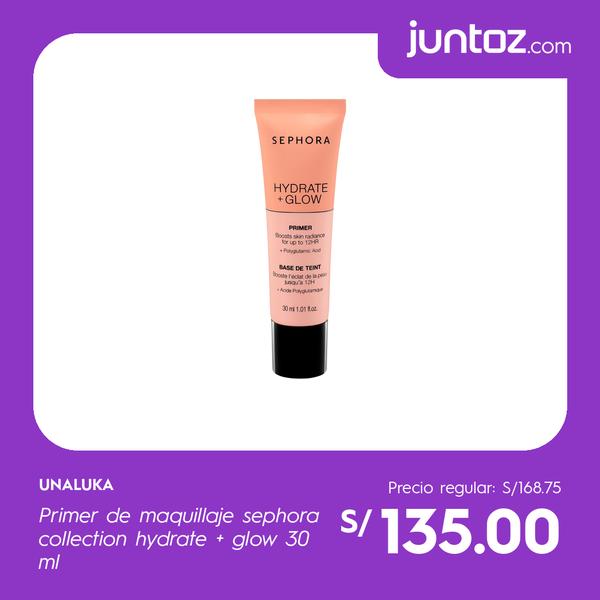 juntoz.com
SEPHORA
HYDRATE
+ GLOW
PRIMER
Boosts skin radiance
for up to 12HR
+ Polyglutamic Acid
BASE DE TEINT
Booste l'éclat de la peau
jusqu'à 12H
+ Acide Polyglutamique
30 ml 1.01 fl.oz.
UNALUKA
Primer de maquillaje sephora
collection hydrate + glow 30
ml
Precio regular: S/168.75
S/135.00